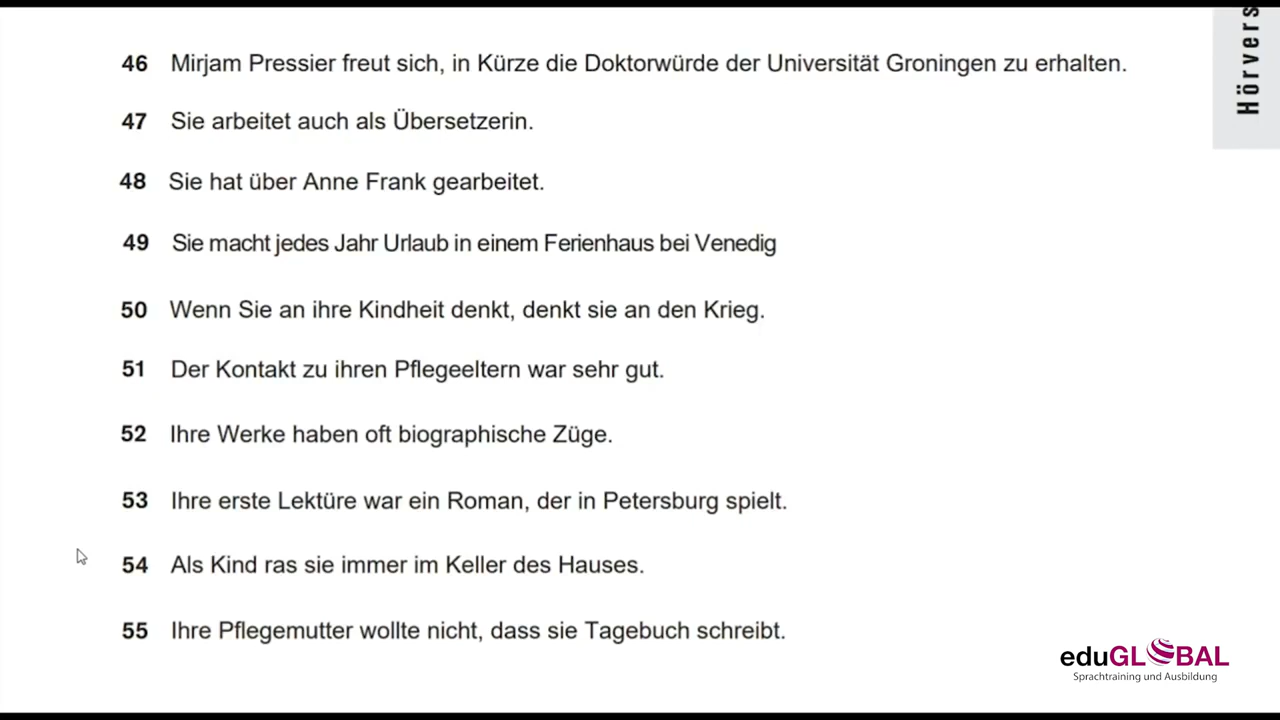 Hörvers
46 Mirjam Pressier freut sich, in Kürze die Doktorwürde der Universität Groningen zu erhalten.
47 Sie arbeitet auch als Übersetzerin.
48 Sie hat über Anne Frank gearbeitet.
49 Sie macht jedes Jahr Urlaub in einem Ferienhaus bei Venedig
50 Wenn Sie an ihre Kindheit denkt, denkt sie an den Krieg.
51 Der Kontakt zu ihren Pflegeeltern war sehr gut.
52 Ihre Werke haben oft biographische Züge.
53 Ihre erste Lektüre war ein Roman, der in Petersburg spielt.
54 Als Kind ras sie immer im Keller des Hauses.
55 Ihre Pflegemutter wollte nicht, dass sie Tagebuch schreibt.
eduGLOBAL
Sprachtraining und Ausbildung